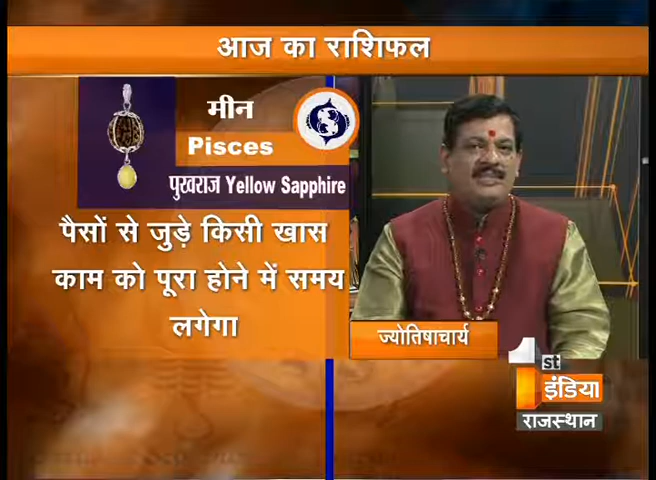 आज का राशिफल
मीन
Pisces
पुखराज Yellow Sapphire
पैसों से जुड़े किसी खास
काम को पूरा होने में समय
लगेगा
ज्योतिषाचार्य
1st
इंडिया
राजस्थान